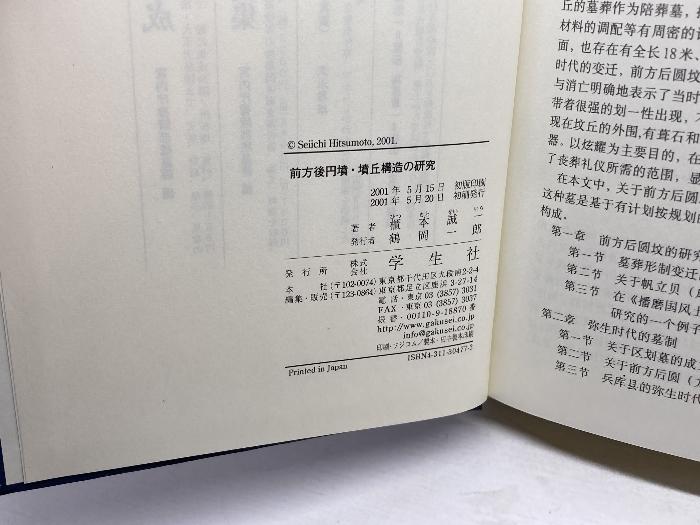 © Seiichi Hitsumoto, 2001.
前方後円墳・墳丘構造の研究
2001年 5月15日 初版印刷
2001年 5月20日 初版発行
著者 櫃本誠一
発行者 鶴岡一郎
発行所 株式会社 学生社
本社(〒102-0074)東京都千代田区九段南2-2-4
編集・販売(〒123-0864)東京都足立区鹿浜3-27-14
電話・東京 03(3857)3031
FAX・東京 03(3857)3037
振替・00110-9-18870番
http://www.gakusei.co.jp
info@gakusei.co.jp
ISBN4-311-30477-3
Printed in Japan
丘的墓葬作为陪葬墓，
材料的调配等有周密的
面，也存在有全长18米、
时代的变迁，前方后圆坟
与消亡明确地表示了当时
带着很强的划一性出现，
现在坟丘的外围,有葺石和
器。以炫耀为主要目的，在
了丧葬礼仪所需的范围，显
在本文中，关于前方后圆
这种墓是基于有计划按规划的
构成。
第一章 前方后圆坟的研究
第一节 墓葬形制变迁
第二节 关于帆立贝（
第三节 在《播磨国风土
研究的一个例子
第二章 弥生时代的墓制
第一节 关于区划墓的成立
第二节 关于前方后圆（方
第三节 兵库县的弥生时代
集
成